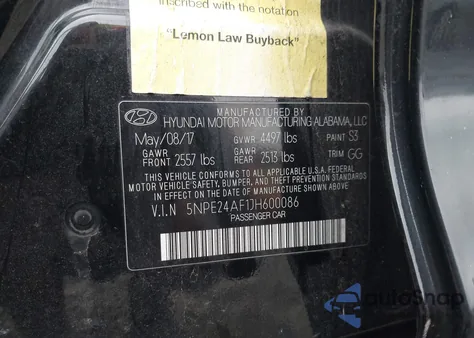 inscribed with the notation
"Lemon Law Buyback"
MANUFACTURED BY
HYUNDAI MOTOR MANUFACTURING ALABAMA, LLC
May/08/17 GVWR 4497 lbs PAINT S3
GAWR FRONT 2557 lbs GAWR REAR 2513 lbs TRIM GG
THIS VEHICLE CONFORMS TO ALL APPLICABLE FEDERAL
MOTOR VEHICLE SAFETY, BUMPER, AND THEFT PREVENTION STANDARDS
IN EFFECT ON THE DATE OF MANUFACTURE SHOWN ABOVE.
V.I.N 5NPE24AF1JH600086
PASSENGER CAR
autoSnap